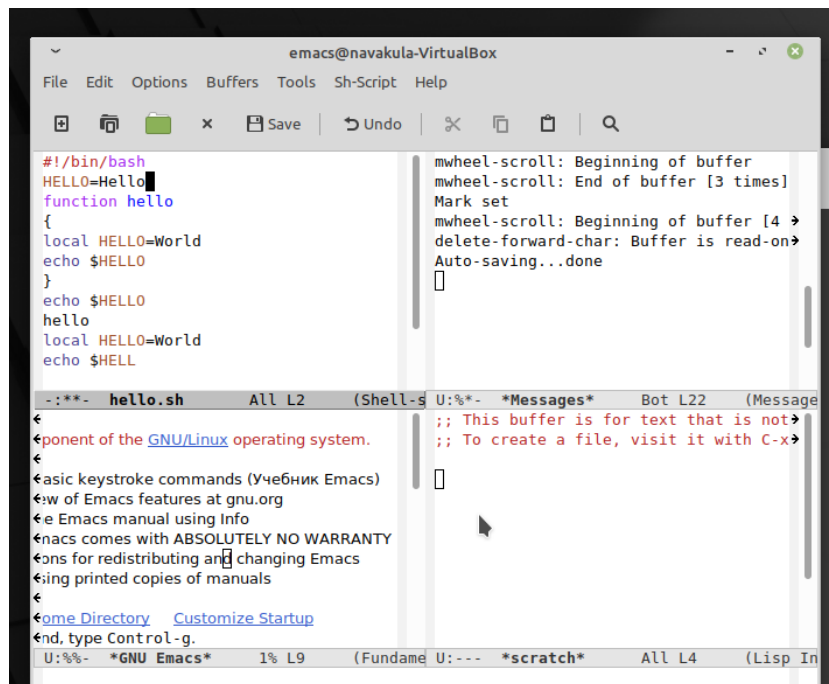 emacs@navakula-VirtualBox
File Edit Options Buffers Tools Sh-Script Help
Save Undo
#!/bin/bash
HELLO=Hello
function hello
{
local HELLO=World
echo $HELLO
}
echo $HELLO
hello
local HELLO=World
echo $HELL
-:**- hello.sh All L2 (Shell-s
mwheel-scroll: Beginning of buffer
mwheel-scroll: End of buffer [3 times]
Mark set
mwheel-scroll: Beginning of buffer [4
delete-forward-char: Buffer is read-on
Auto-saving...done
U:%*- *Messages* Bot L22 (Message
ponent of the GNU/Linux operating system.
asic keystroke commands (Учебник Emacs)
ew of Emacs features at gnu.org
e Emacs manual using Info
macs comes with ABSOLUTELY NO WARRANTY
ons for redistributing and changing Emacs
sing printed copies of manuals
ome Directory Customize Startup
nd, type Control-g.
U:%%- *GNU Emacs* 1% L9 (Fundame
;; This buffer is for text that is not
;; To create a file, visit it with C-x
U:--- *scratch* All L4 (Lisp In